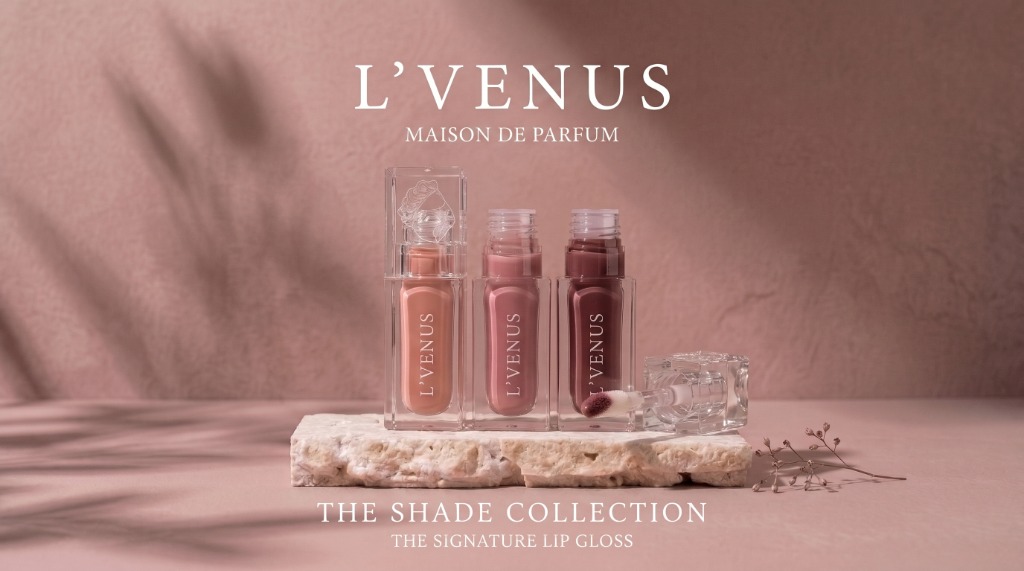 L’VENUS
MAISON DE PARFUM
L’VENUS
L’VENUS
L’VENUS
THE SHADE COLLECTION
THE SIGNATURE LIP GLOSS